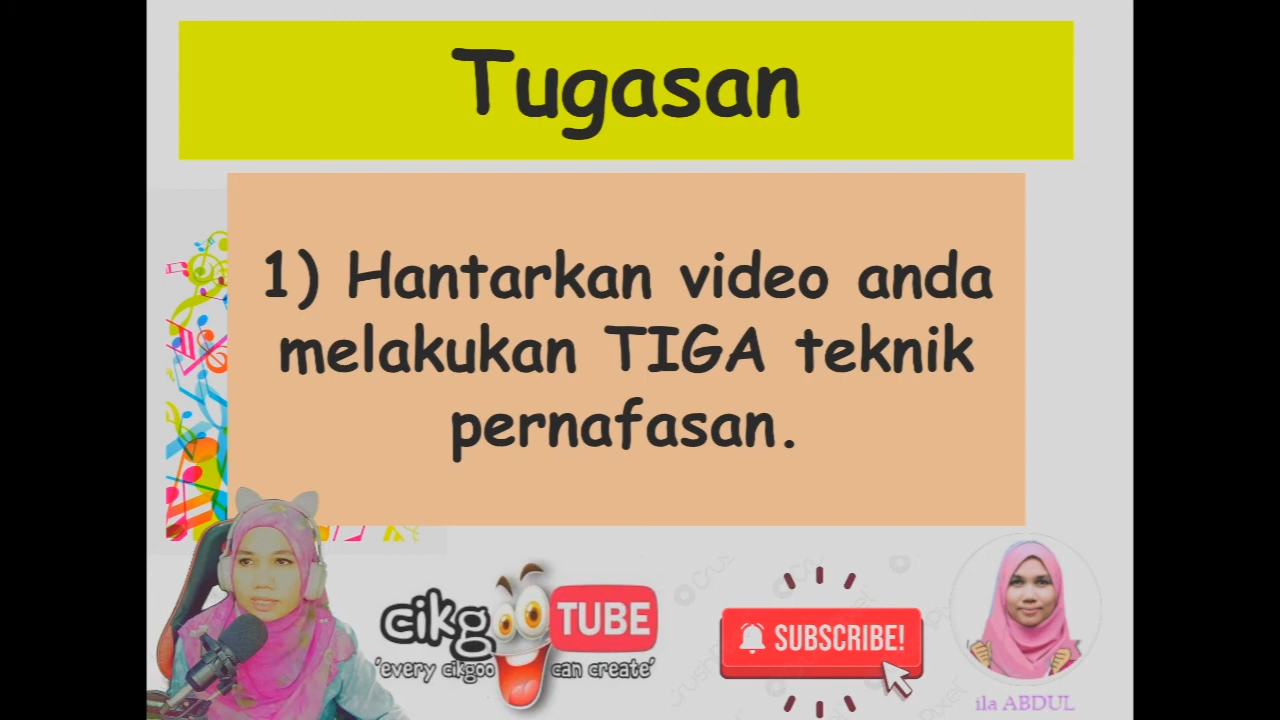 Tugasan
1) Hantarkan video anda
melakukan TIGA teknik
pernafasan.
cikgoo TUBE
'every cikgoo can create'
SUBSCRIBE!
ila ABDUL